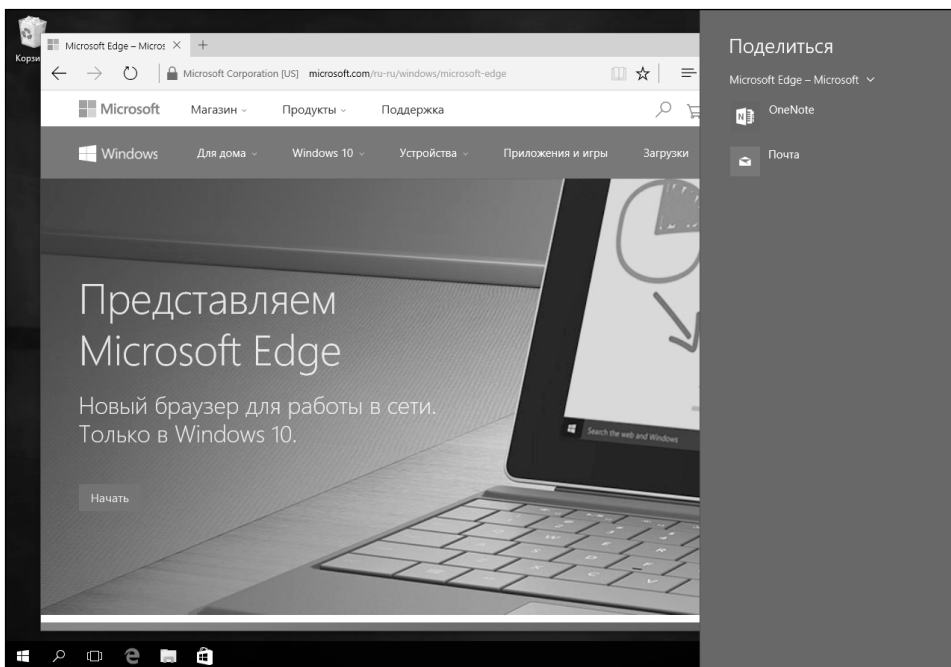 Корзи
Microsoft Edge – Micros
Microsoft Corporation [US] microsoft.com/ru-ru/windows/microsoft-edge
Microsoft Магазин Продукты Поддержка
Windows Для дома Windows 10 Устройства Приложения и игры Загрузки
Представляем
Microsoft Edge
Новый браузер для работы в сети.
Только в Windows 10.
Начать
Search the web and Windows
Поделиться
Microsoft Edge – Microsoft
OneNote
Почта